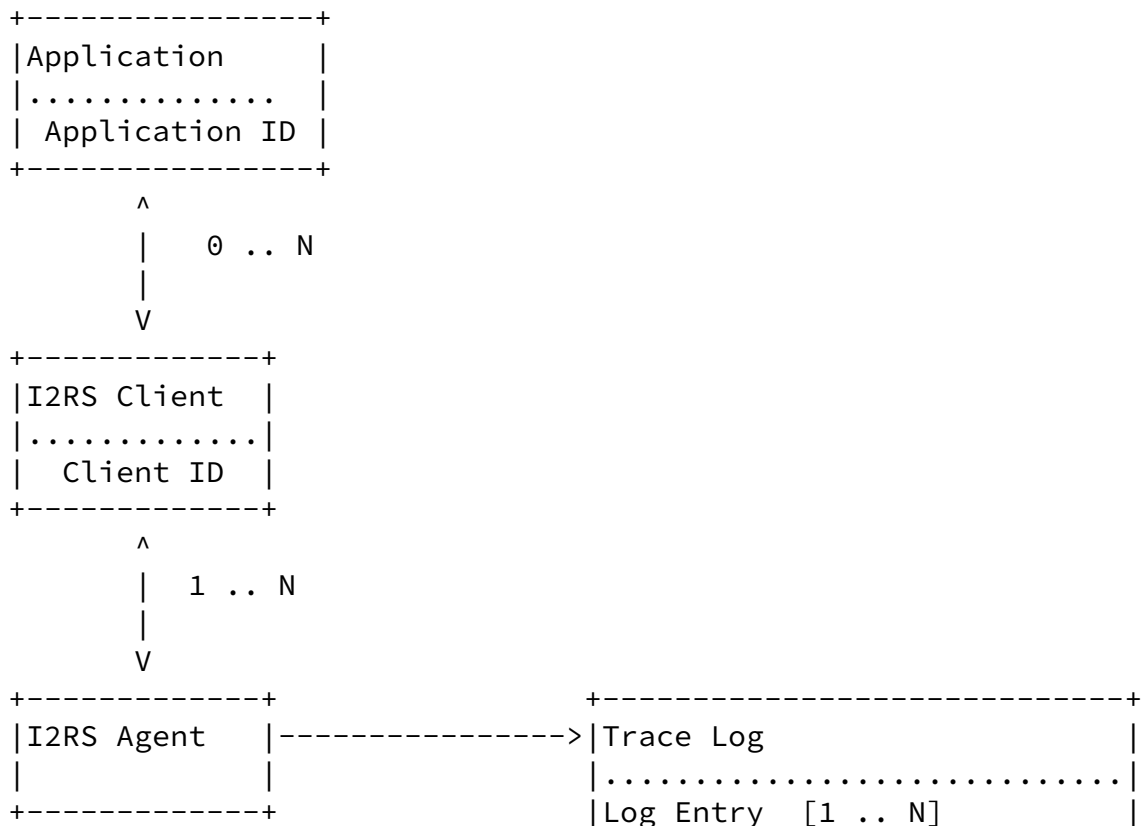 +----------------+
|Application     |
|..............  |
| Application ID |
+----------------+
       ^
       |   0 .. N
       |
       V
+-------------+
|I2RS Client  |
|.............|
|  Client ID  |
+-------------+
       ^
       |  1 .. N
       |
       V
+-------------+                 +-----------------------------+
|I2RS Agent   |---------------->|Trace Log                    |
|             |                 |.............................|
+-------------+                 |Log Entry  [1 .. N]          |